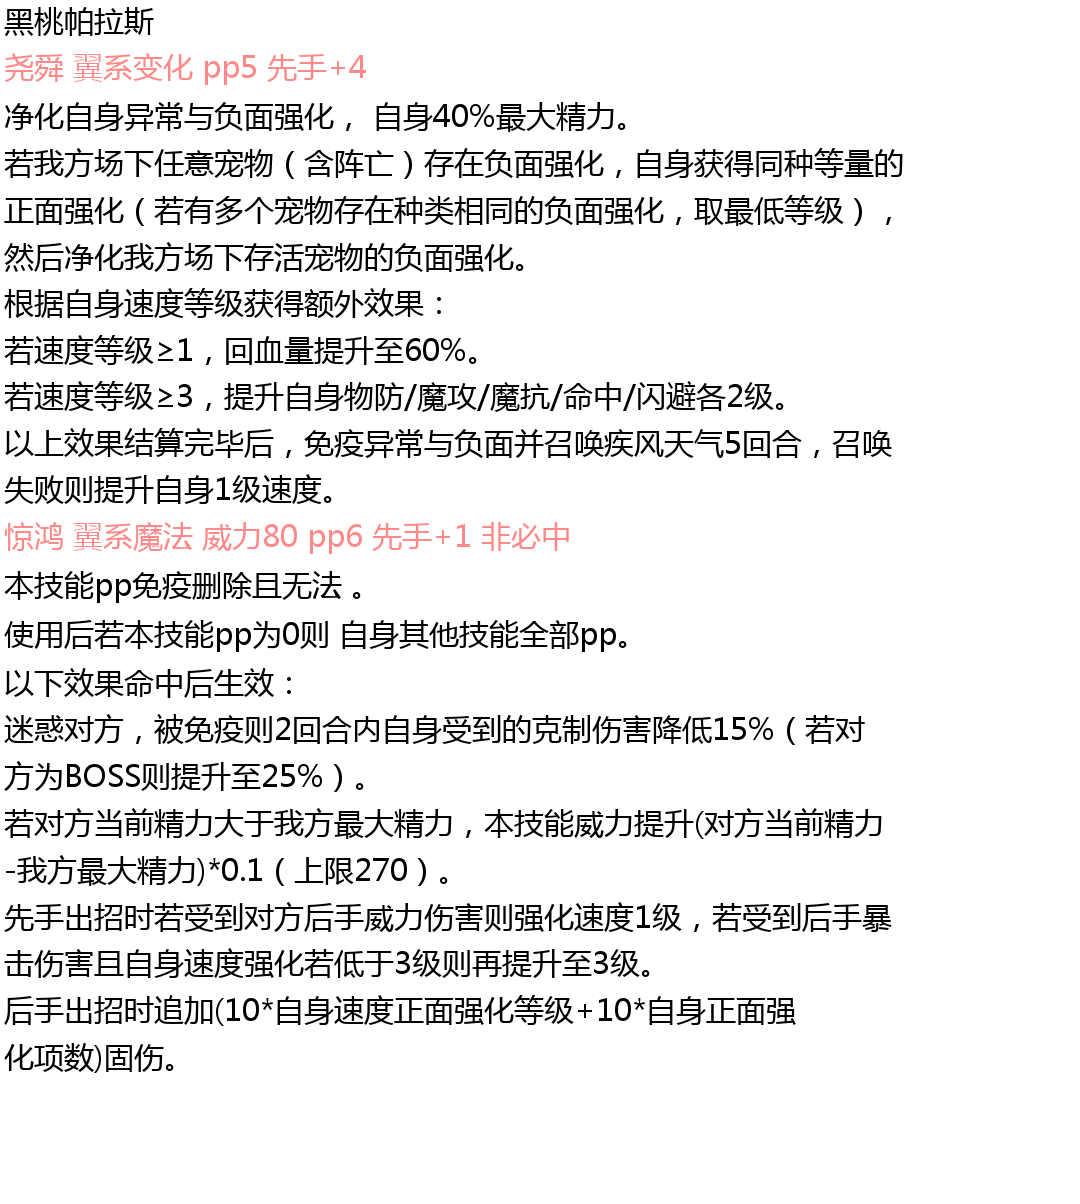 黑桃帕拉斯
尧舜 翼系变化 pp5 先手+4
净化自身异常与负面强化， 自身40%最大精力。
若我方场下任意宠物（含阵亡）存在负面强化，自身获得同种等量的
正面强化（若有多个宠物存在种类相同的负面强化，取最低等级），
然后净化我方场下存活宠物的负面强化。
根据自身速度等级获得额外效果：
若速度等级≥1，回血量提升至60%。
若速度等级≥3，提升自身物防/魔攻/魔抗/命中/闪避各2级。
以上效果结算完毕后，免疫异常与负面并召唤疾风天气5回合，召唤
失败则提升自身1级速度。
惊鸿 翼系魔法 威力80 pp6 先手+1 非必中
本技能pp免疫删除且无法 。
使用后若本技能pp为0则 自身其他技能全部pp。
以下效果命中后生效：
迷惑对方，被免疫则2回合内自身受到的克制伤害降低15%（若对
方为BOSS则提升至25%）。
若对方当前精力大于我方最大精力，本技能威力提升(对方当前精力
-我方最大精力)*0.1（上限270）。
先手出招时若受到对方后手威力伤害则强化速度1级，若受到后手暴
击伤害且自身速度强化若低于3级则再提升至3级。
后手出招时追加(10*自身速度正面强化等级+10*自身正面强
化项数)固伤。